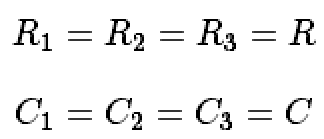 R₁ = R₂ = R₃ = R
C₁ = C₂ = C₃ = C